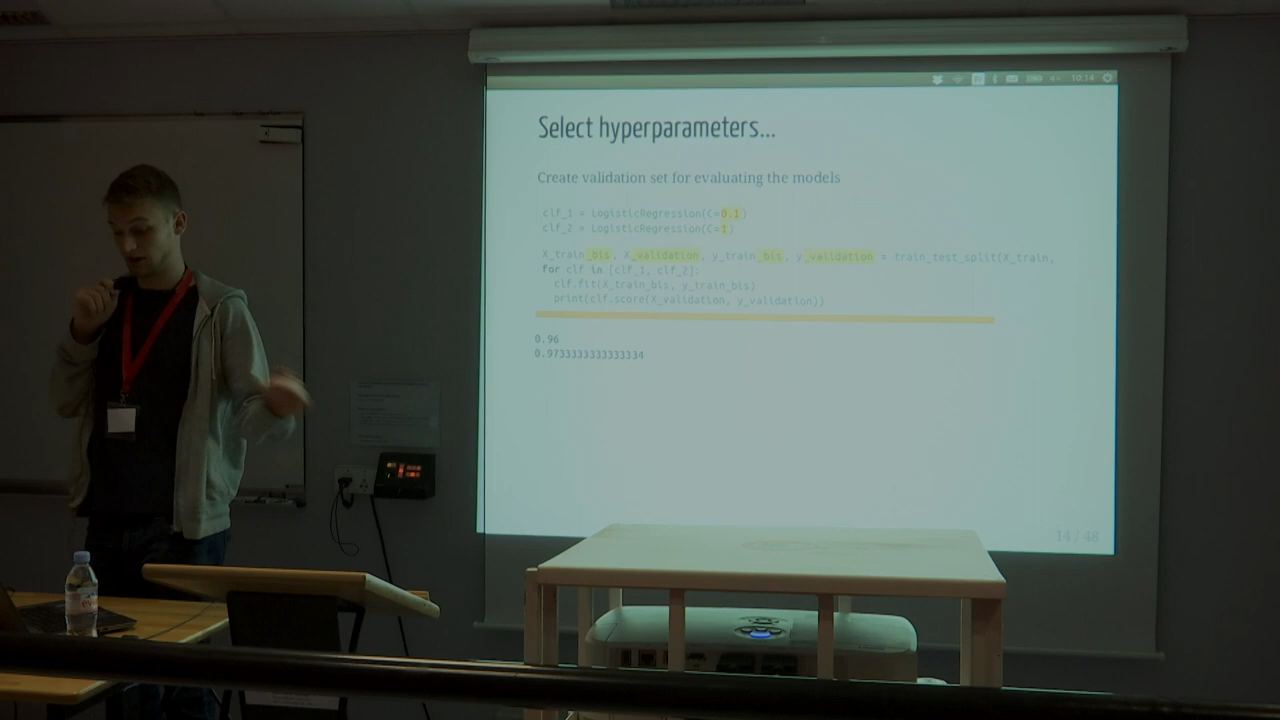 10:14
Select hyperparameters...
Create validation set for evaluating the models
clf_1 = LogisticRegression(C=0.1)
clf_2 = LogisticRegression(C=1)
X_train_bis, X_validation, y_train_bis, y_validation = train_test_split(X_train,
for clf in [clf_1, clf_2]:
clf.fit(X_train_bis, y_train_bis)
print(clf.score(X_validation, y_validation))
0.96
0.9733333333333334
14 / 48